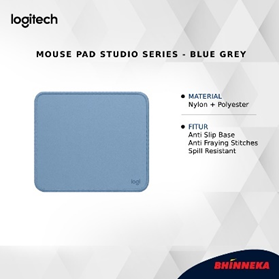 logitech
MOUSE PAD STUDIO SERIES - BLUE GREY
MATERIAL
Nylon + Polyester
FITUR
Anti Slip Base
Anti Fraying Stitches
Spill Resistant
logi
BHINNEKA